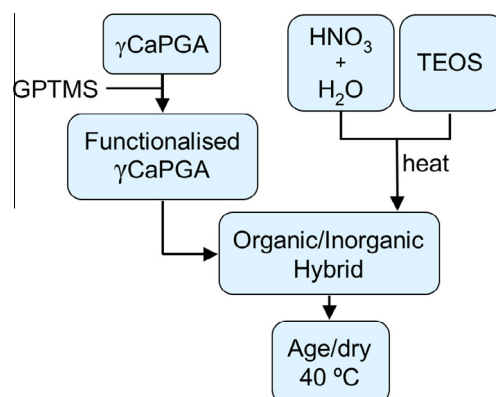 γCaPGA
GPTMS
Functionalised
γCaPGA
HNO₃
+
H₂O
TEOS
heat
Organic/Inorganic
Hybrid
Age/dry
40 ºC